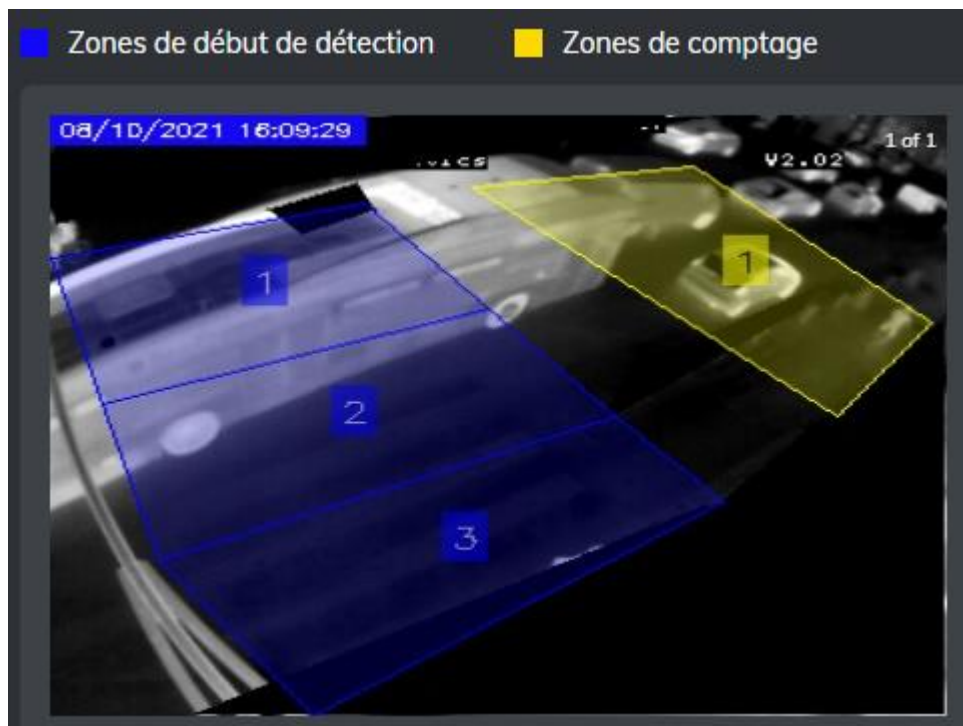 Zones de début de détection
Zones de comptage
08/10/2021 16:09:29
1 of 1
V2.02
1
1
2
3